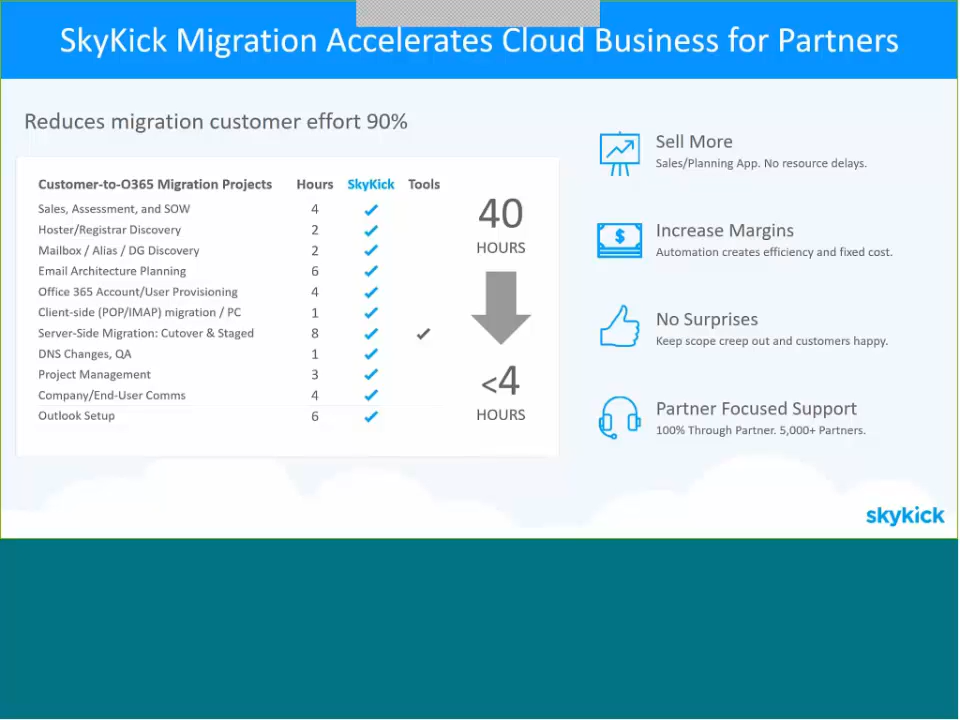 SkyKick Migration Accelerates Cloud Business for Partners
Reduces migration customer effort 90%
Customer-to-O365 Migration Projects Hours SkyKick Tools
Sales, Assessment, and SOW 4 ✓
Hoster/Registrar Discovery 2 ✓
Mailbox / Alias / DG Discovery 2 ✓
Email Architecture Planning 6 ✓
Office 365 Account/User Provisioning 4 ✓
Client-side (POP/IMAP) migration / PC 1 ✓
Server-Side Migration: Cutover & Staged 8 ✓ ✓
DNS Changes, QA 1 ✓
Project Management 3 ✓
Company/End-User Comms 4 ✓
Outlook Setup 6 ✓
40
HOURS
<4
HOURS
Sell More
Sales/Planning App. No resource delays.
$
Increase Margins
Automation creates efficiency and fixed cost.
No Surprises
Keep scope creep out and customers happy.
Partner Focused Support
100% Through Partner. 5,000+ Partners.
skykick